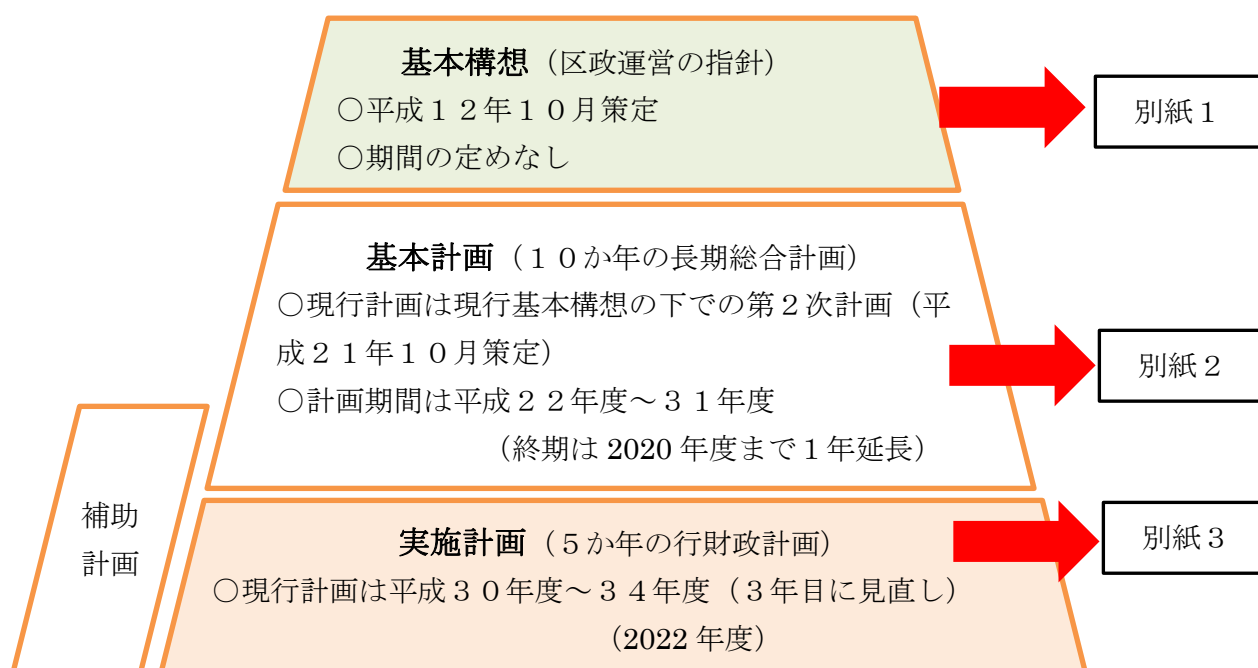 基本構想（区政運営の指針）
○平成１２年１０月策定
○期間の定めなし
別紙１
基本計画（１０か年の長期総合計画）
○現行計画は現行基本構想の下での第２次計画（平
成２１年１０月策定）
○計画期間は平成２２年度～３１年度
（終期は 2020 年度まで１年延長）
別紙２
補助
計画
実施計画（５か年の行財政計画）
○現行計画は平成３０年度～３４年度（３年目に見直し）
（2022 年度）
別紙３